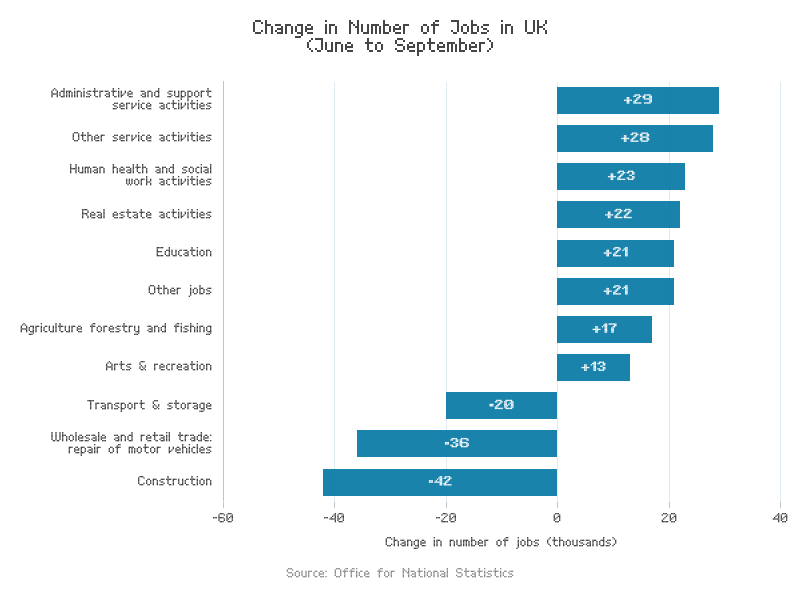 Change in Number of Jobs in UK
(June to September)
Administrative and support
service activities
+29
Other service activities
+28
Human health and social
work activities
+23
Real estate activities
+22
Education
+21
Other jobs
+21
Agriculture forestry and fishing
+17
Arts & recreation
+13
Transport & storage
-20
Wholesale and retail trade:
repair of motor vehicles
-36
Construction
-42
-60 -40 -20 0 20 40
Change in number of jobs (thousands)
Source: Office for National Statistics